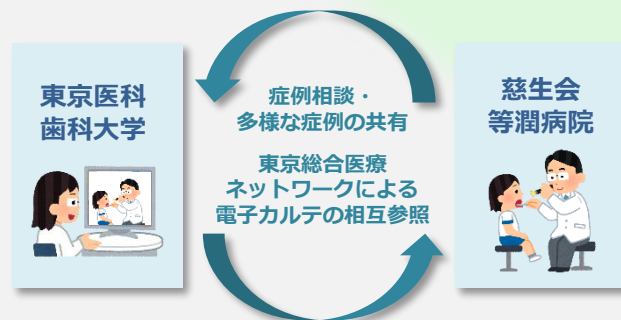 東京医科
歯科大学
症例相談・
多様な症例の共有
東京総合医療
ネットワークによる
電子カルテの相互参照
慈生会
等潤病院